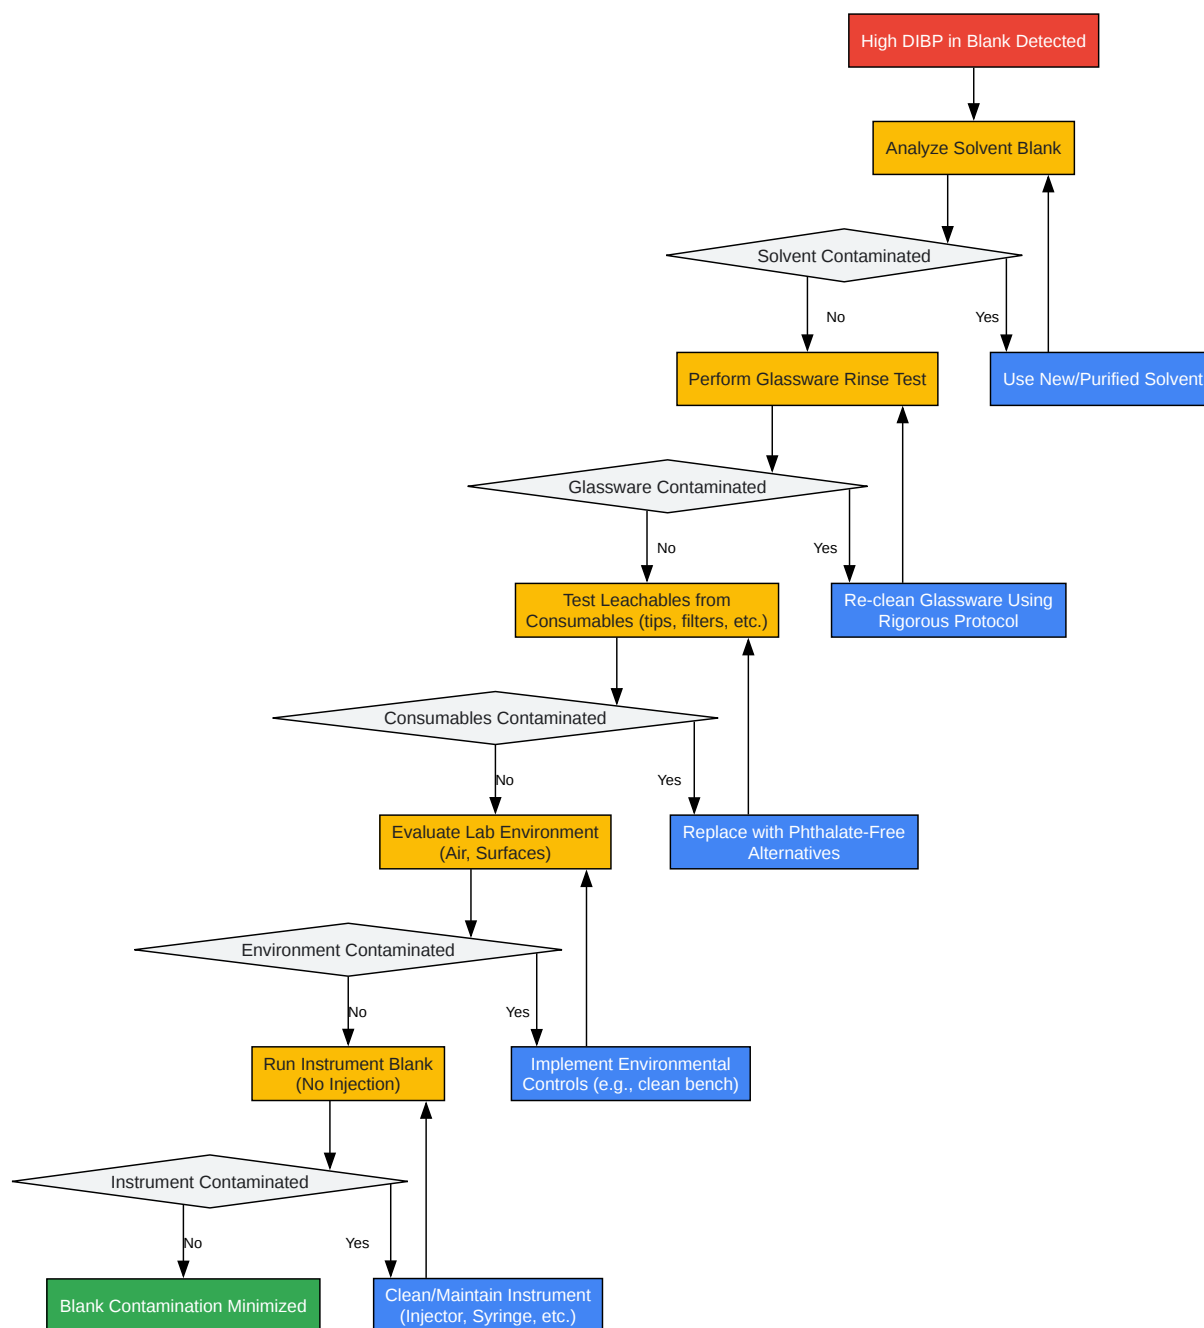 High DIBP in Blank Detected
Analyze Solvent Blank
Solvent Contaminated
No
Yes
Perform Glassware Rinse Test
Use New/Purified Solvent
Glassware Contaminated
No
Yes
Test Leachables from
Consumables (tips, filters, etc.)
Re-clean Glassware Using
Rigorous Protocol
Consumables Contaminated
No
Yes
Evaluate Lab Environment
(Air, Surfaces)
Replace with Phthalate-Free
Alternatives
Environment Contaminated
No
Yes
Run Instrument Blank
(No Injection)
Implement Environmental
Controls (e.g., clean bench)
Instrument Contaminated
No
Yes
Blank Contamination Minimized
Clean/Maintain Instrument
(Injector, Syringe, etc.)